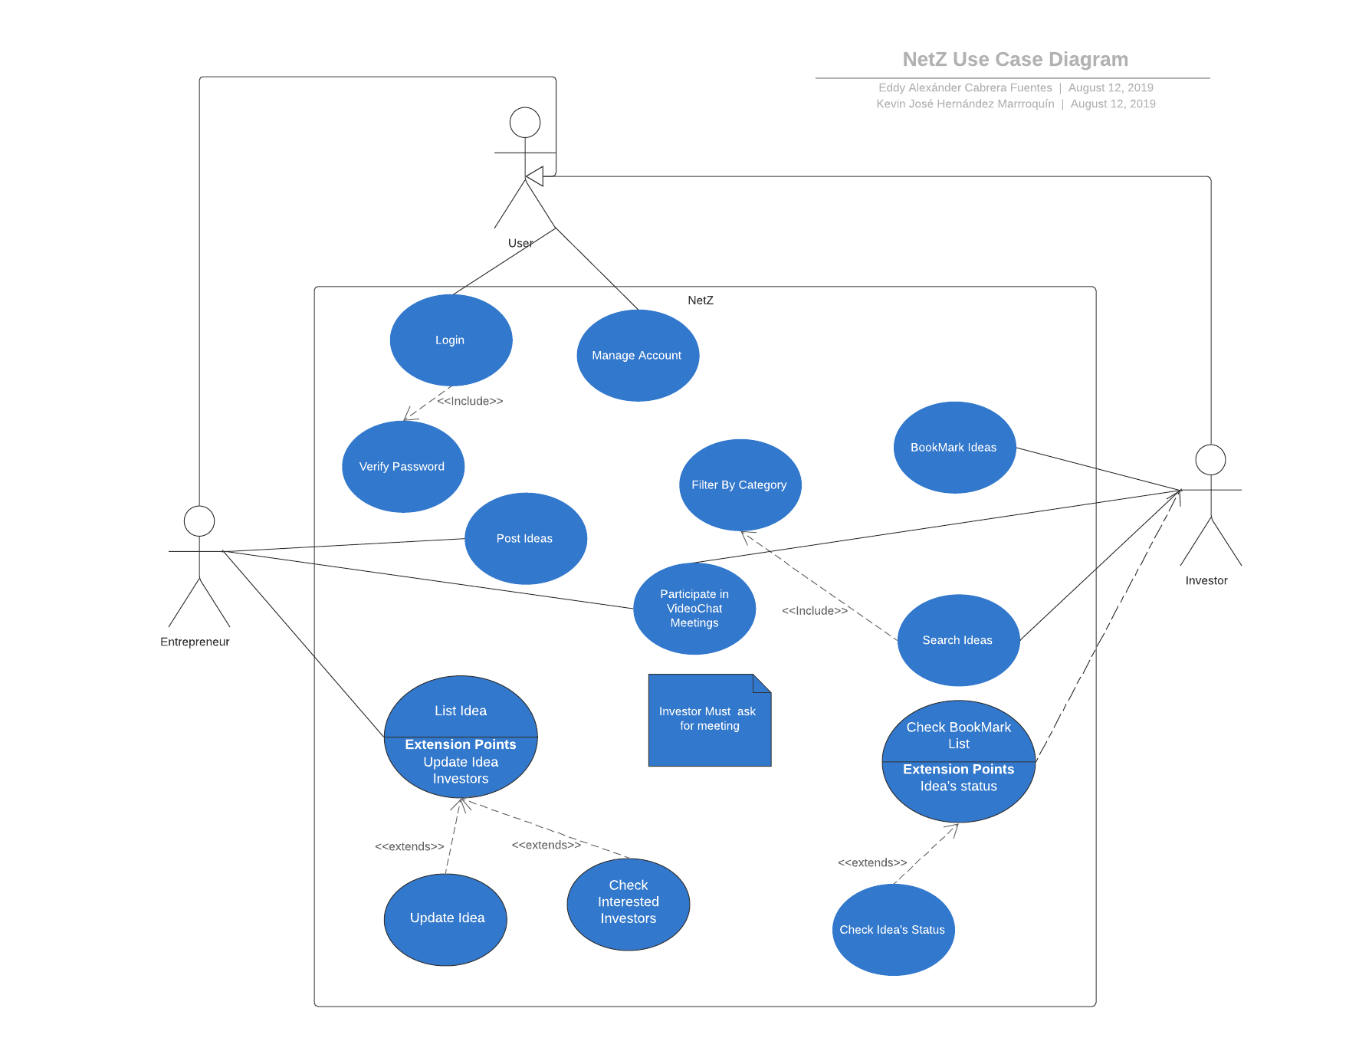 NetZ Use Case Diagram
Eddy Alexánder Cabrera Fuentes | August 12, 2019
Kevin José Hernández Marrroquín | August 12, 2019
User
NetZ
Login
Manage Account
<<Include>>
Verify Password
BookMark Ideas
Filter By Category
Post Ideas
Investor
Participate in
VideoChat
Meetings
<<Include>>
Search Ideas
Entrepreneur
List Idea
Extension Points
Update Idea
Investors
Investor Must ask
for meeting
Check BookMark
List
Extension Points
Idea's status
<<extends>>
<<extends>>
<<extends>>
Update Idea
Check
Interested
Investors
Check Idea's Status